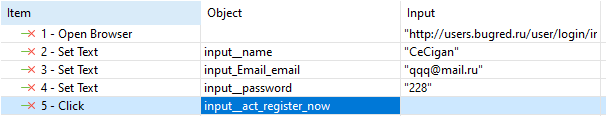 Item Object Input
1 - Open Browser "http://users.bugred.ru/user/login/in
2 - Set Text input__name "CeCigan"
3 - Set Text input_Email_email "qqq@mail.ru"
4 - Set Text input__password "228"
5 - Click input__act_register_now